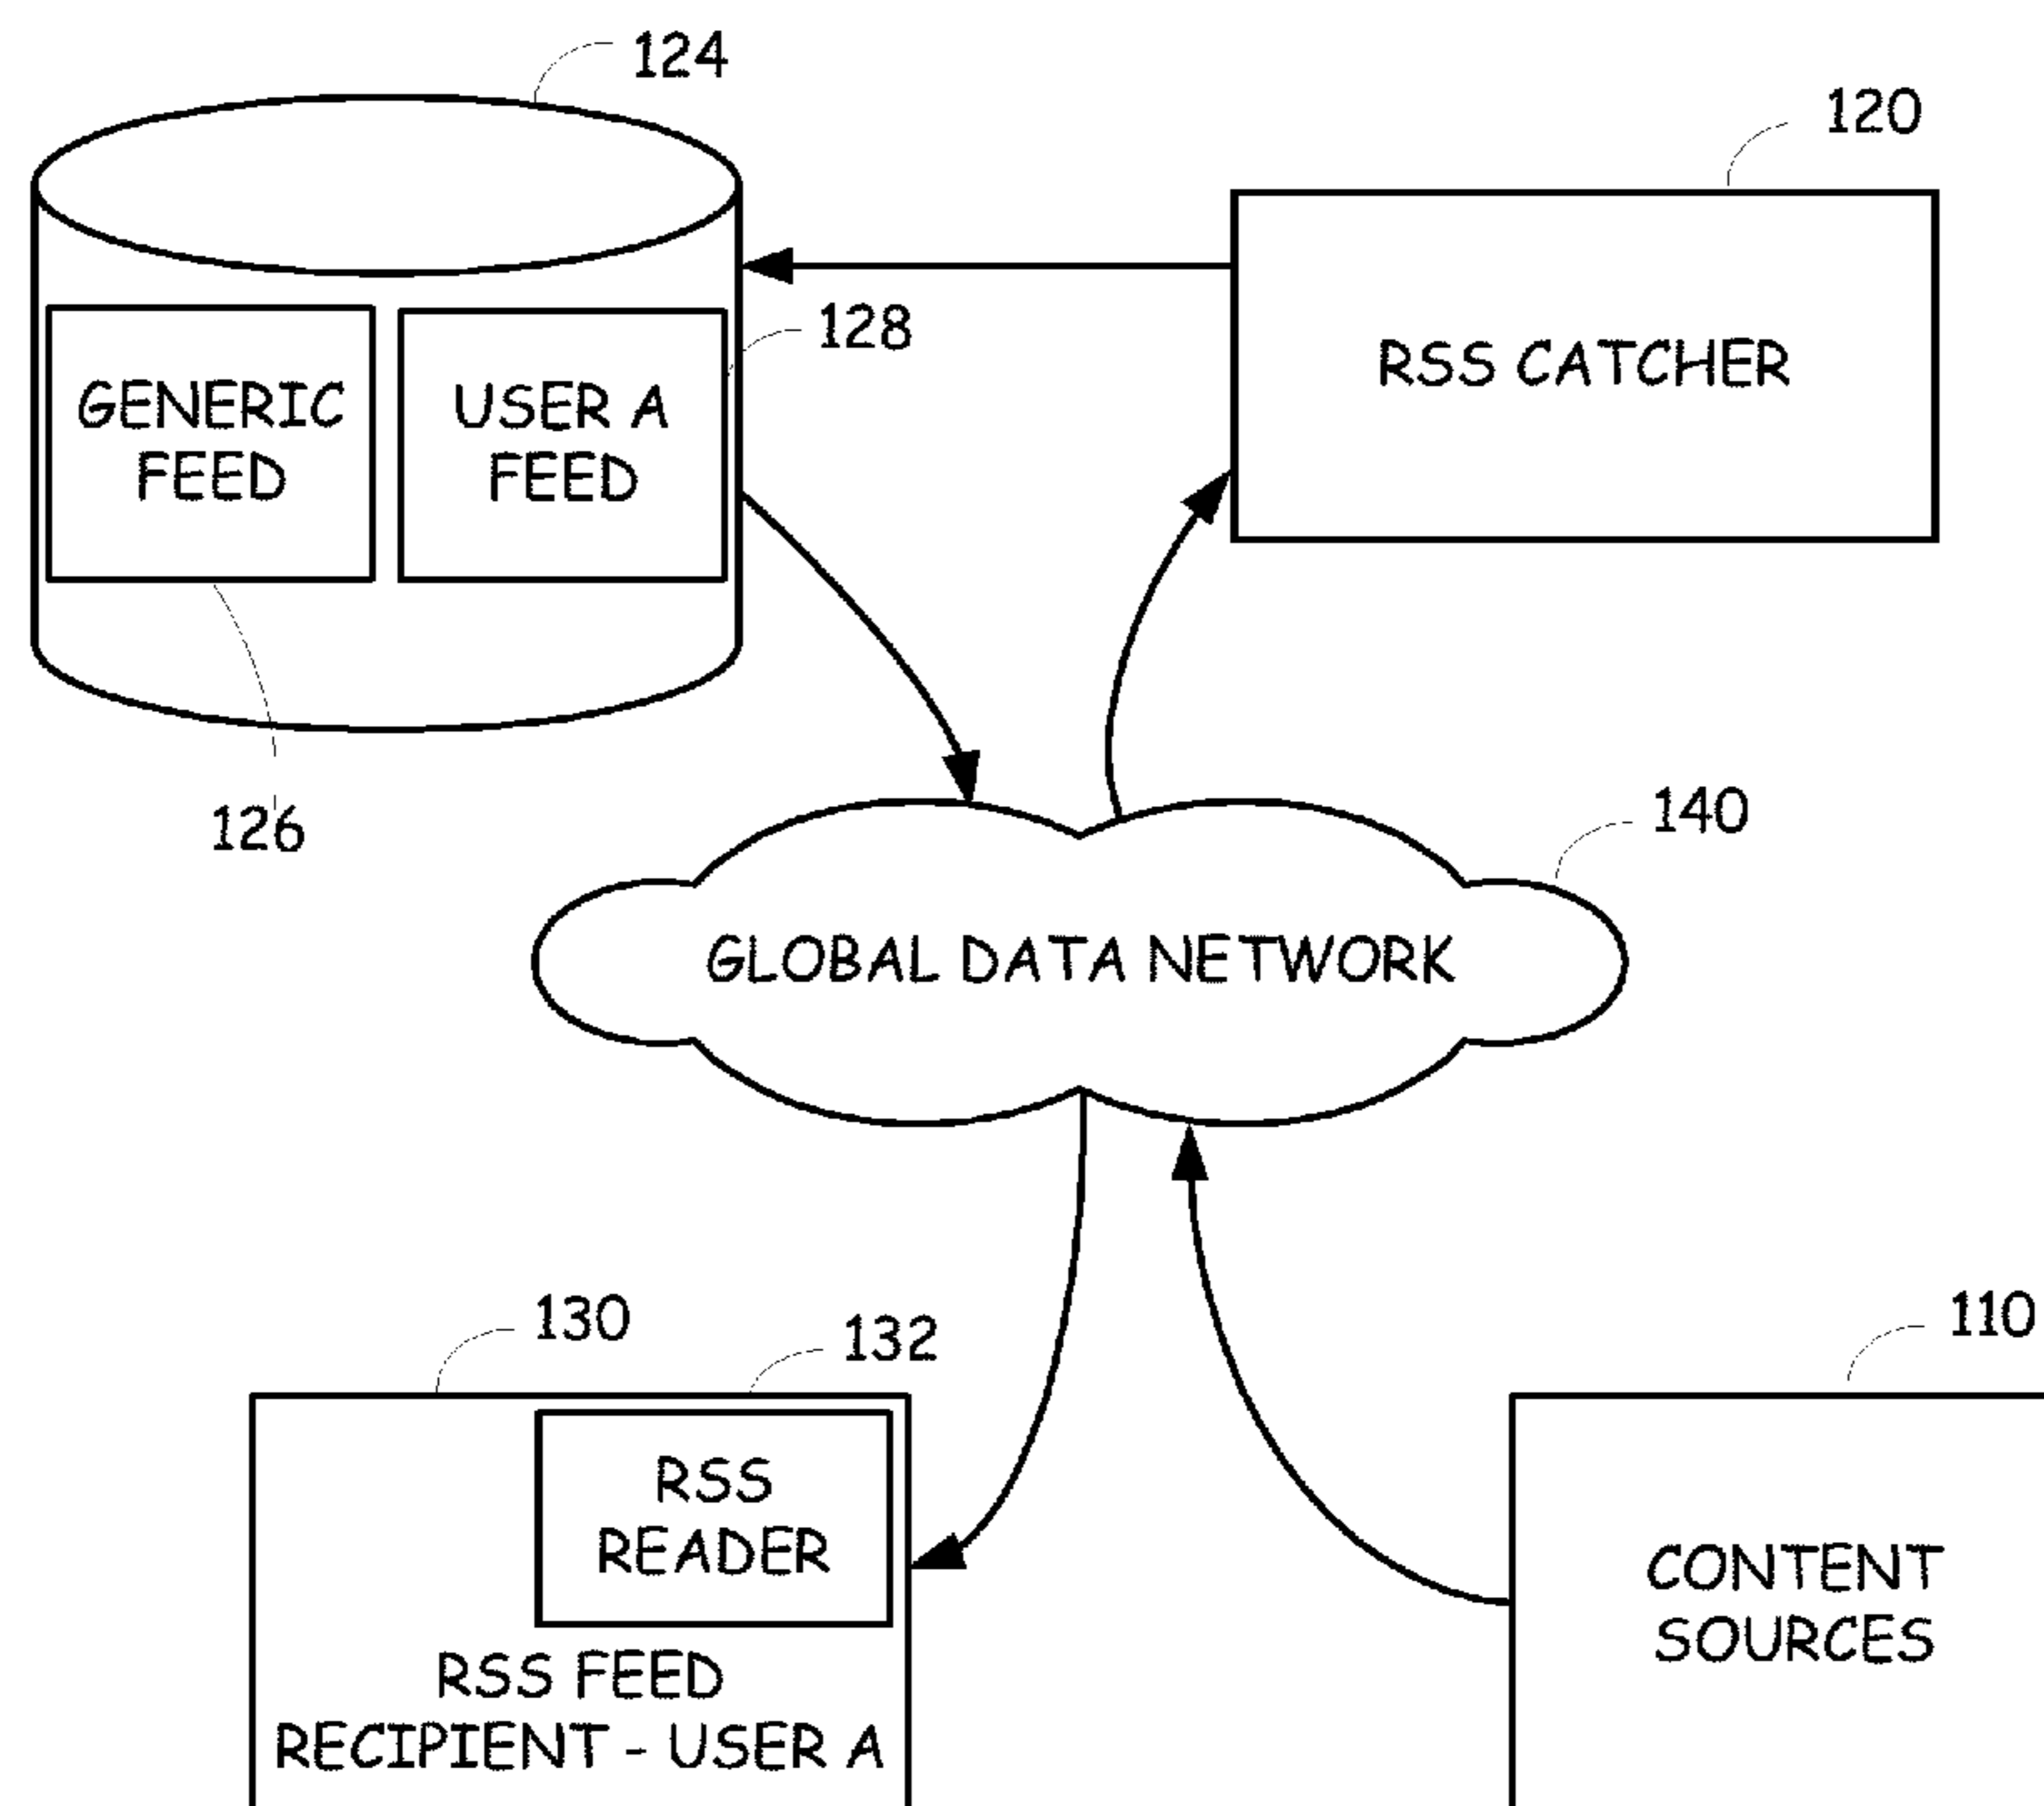 124
120
128
RSS CATCHER
GENERIC
FEED
USER A
FEED
126
140
GLOBAL DATA NETWORK
130
132
110
RSS
READER
RSS FEED
RECIPIENT - USER A
CONTENT
SOURCES